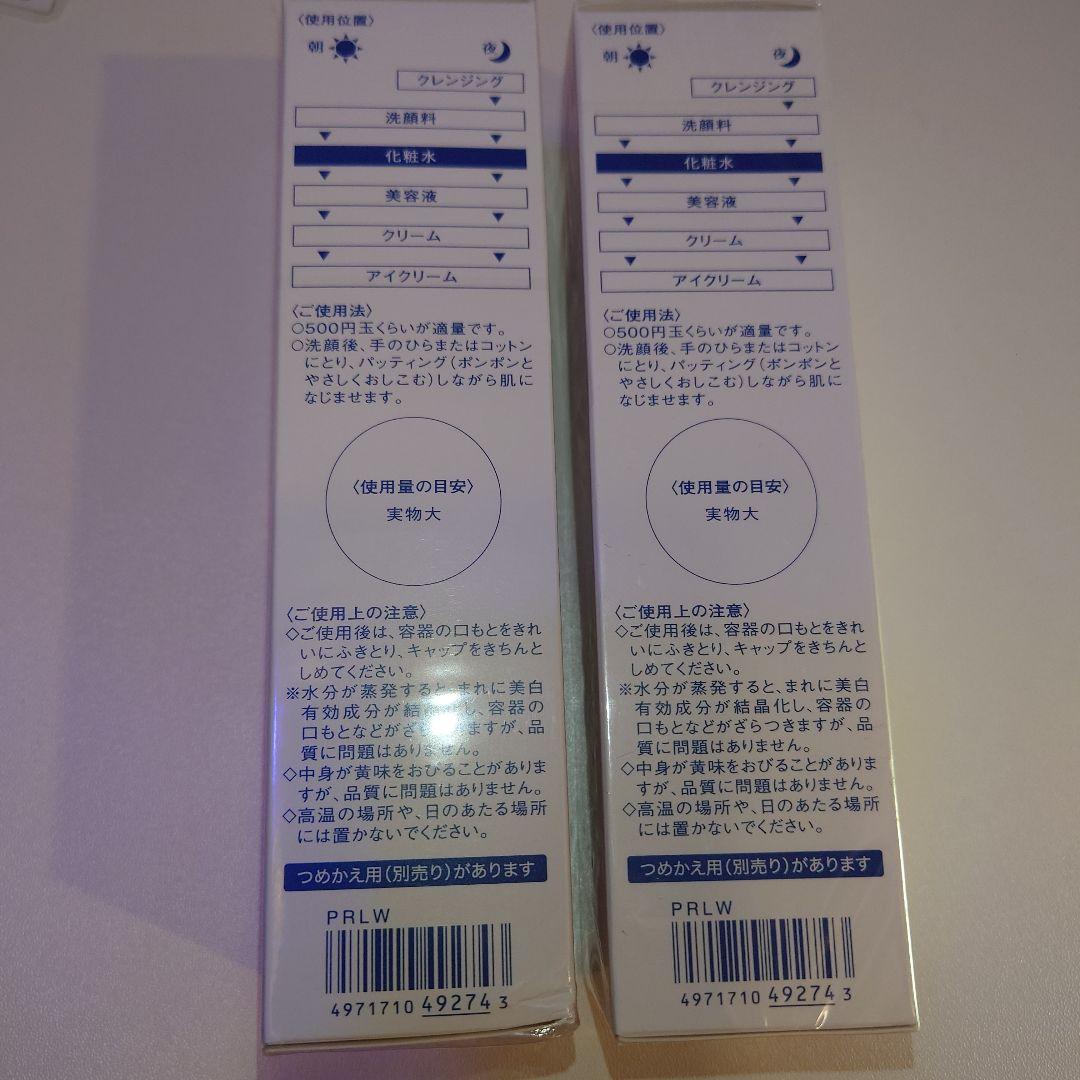 〈使用位置〉
朝 夜
クレンジング
洗顔料
化粧水
美容液
クリーム
アイクリーム
〈ご使用法〉
○500円玉くらいが適量です。
○洗顔後、手のひらまたはコットン
にとり、パッティング(ポンポンと
やさしくおしこむ)しながら肌に
なじませます。
〈使用量の目安〉
実物大
〈ご使用上の注意〉
◇ご使用後は、容器の口もとをきれ
いにふきとり、キャップをきちんと
しめてください。
※水分が蒸発すると、まれに美白
有効成分が結晶化し、容器の
口もとなどがざらつきますが、品
質に問題はありません。
◇中身が黄味をおびることがありま
すが、品質に問題はありません。
◇高温の場所や、日のあたる場所
には置かないでください。
つめかえ用(別売り)があります
PRLW
4971710 49274 3
〈使用位置〉
朝 夜
クレンジング
洗顔料
化粧水
美容液
クリーム
アイクリーム
〈ご使用法〉
○500円玉くらいが適量です。
○洗顔後、手のひらまたはコットン
にとり、パッティング(ポンポンと
やさしくおしこむ)しながら肌に
なじませます。
〈使用量の目安〉
実物大
〈ご使用上の注意〉
◇ご使用後は、容器の口もとをきれ
いにふきとり、キャップをきちんと
しめてください。
※水分が蒸発すると、まれに美白
有効成分が結晶化し、容器の
口もとなどがざらつきますが、品
質に問題はありません。
◇中身が黄味をおびることがありま
すが、品質に問題はありません。
◇高温の場所や、日のあたる場所
には置かないでください。
つめかえ用(別売り)があります
PRLW
4971710 49274 3